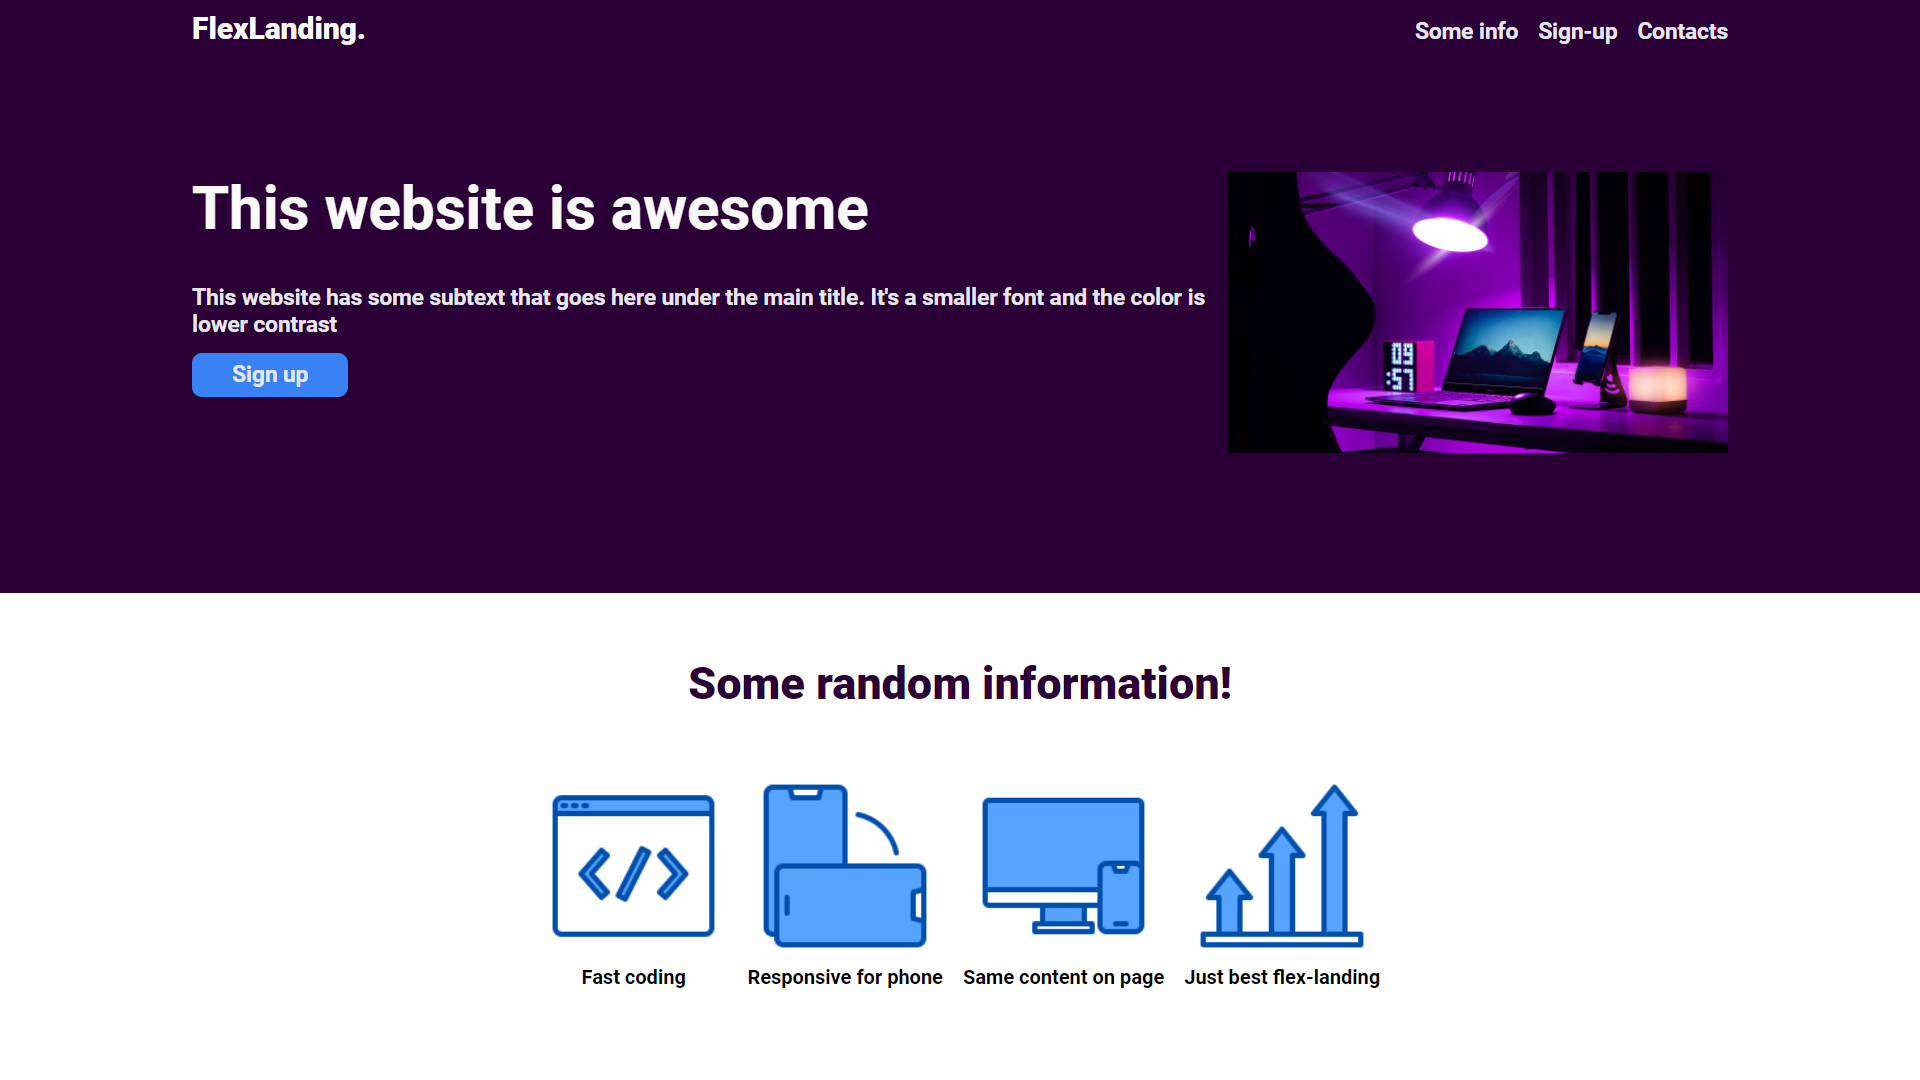 FlexLanding.
Some info Sign-up Contacts
This website is awesome
This website has some subtext that goes here under the main title. It's a smaller font and the color is
lower contrast
Sign up
09
:57
Some random information!
</>
Fast coding
Responsive for phone
Same content on page
Just best flex-landing